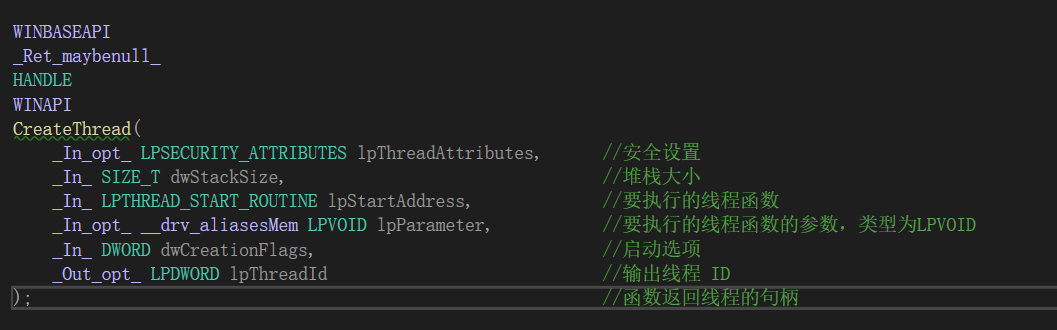 WINBASEAPI
_Ret_maybenull_
HANDLE
WINAPI
CreateThread(
    _In_opt_ LPSECURITY_ATTRIBUTES lpThreadAttributes,      //安全设置
    _In_ SIZE_T dwStackSize,                                //堆栈大小
    _In_ LPTHREAD_START_ROUTINE lpStartAddress,             //要执行的线程函数
    _In_opt_ __drv_aliasesMem LPVOID lpParameter,           //要执行的线程函数的参数，类型为LPVOID
    _In_ DWORD dwCreationFlags,                             //启动选项
    _Out_opt_ LPDWORD lpThreadId                            //输出线程 ID
);                                                          //函数返回线程的句柄